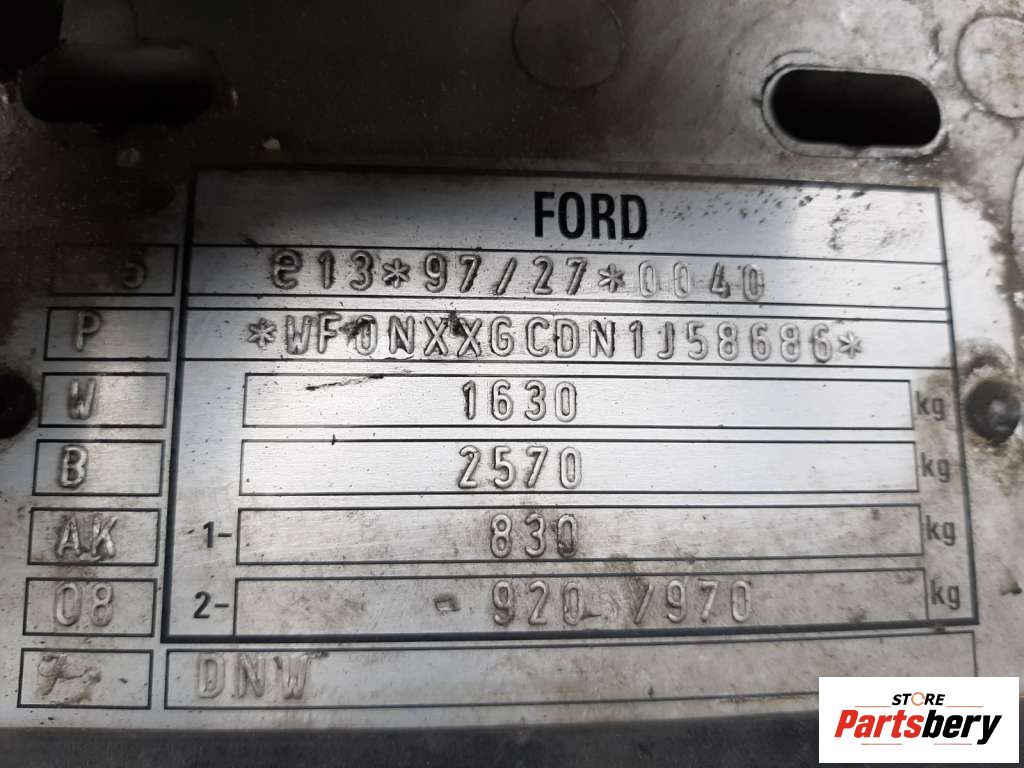 FORD
5 e13*97/27*0040
P *WF0NXXGCDN1J58686*
W 1630 kg
B 2570 kg
AK 1- 830 kg
08 2- - 920 /970 kg
DNW
STORE
Partsbery